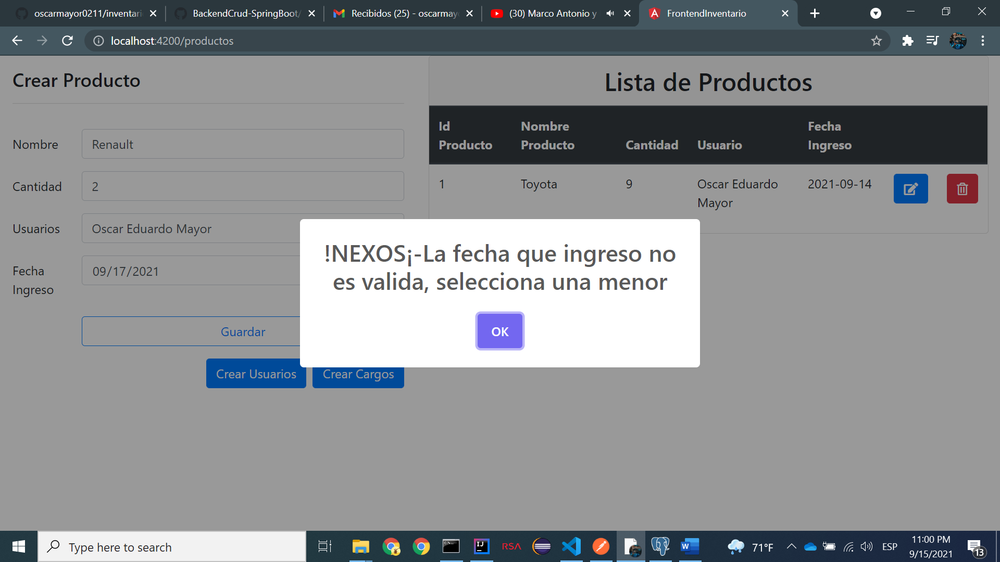 oscarmayor0211/inventari
BackendCrud-SpringBoot/
Recibidos (25) - oscarmay
(30) Marco Antonio y
FrontendInventario
localhost:4200/productos
Crear Producto
Nombre
Renault
Cantidad
2
Usuarios
Oscar Eduardo Mayor
Fecha
Ingreso
09/17/2021
Guardar
Crear Usuarios
Crear Cargos
Lista de Productos
Id
Producto
Nombre
Producto
Cantidad
Usuario
Fecha
Ingreso
1
Toyota
9
Oscar Eduardo
Mayor
2021-09-14
!NEXOS¡-La fecha que ingreso no
es valida, selecciona una menor
OK
Type here to search
IJ
RSA
W
71°F
ESP
11:00 PM
9/15/2021
13